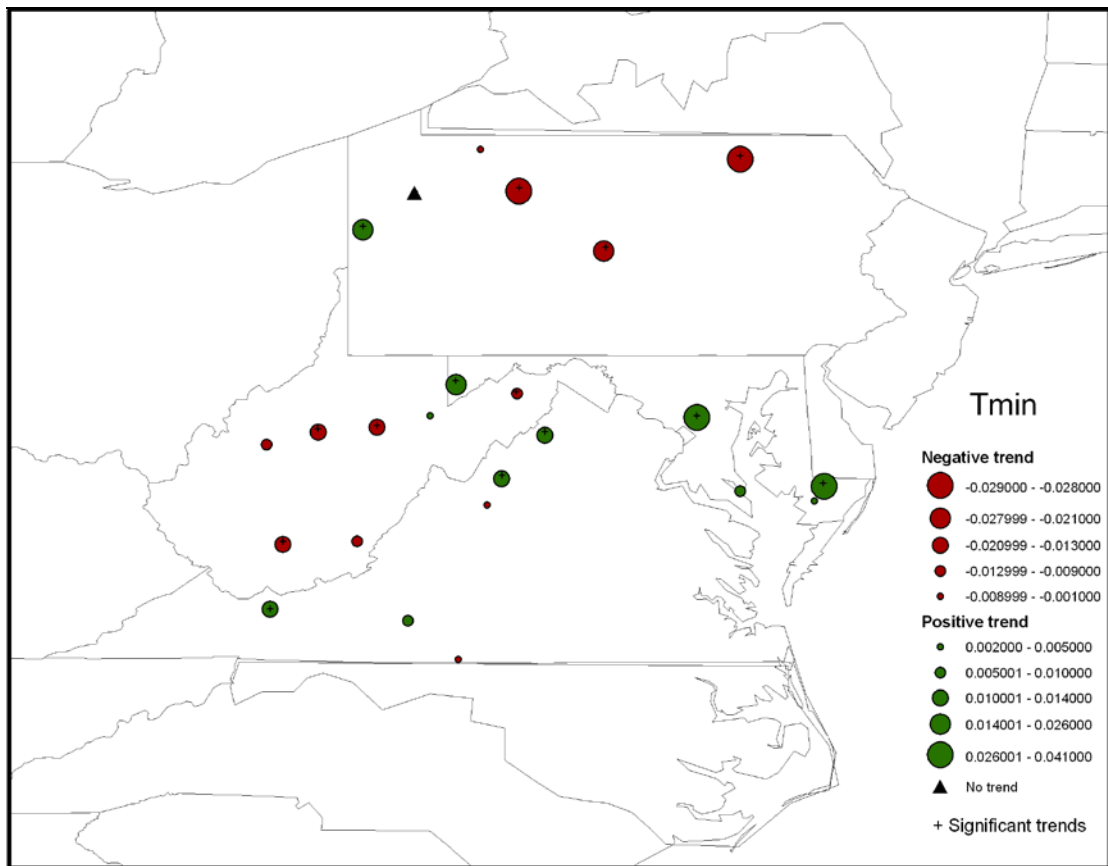 Tmin
Negative trend
-0.029000 - -0.028000
-0.027999 - -0.021000
-0.020999 - -0.013000
-0.012999 - -0.009000
-0.008999 - -0.001000
Positive trend
0.002000 - 0.005000
0.005001 - 0.010000
0.010001 - 0.014000
0.014001 - 0.026000
0.026001 - 0.041000
No trend
+ Significant trends